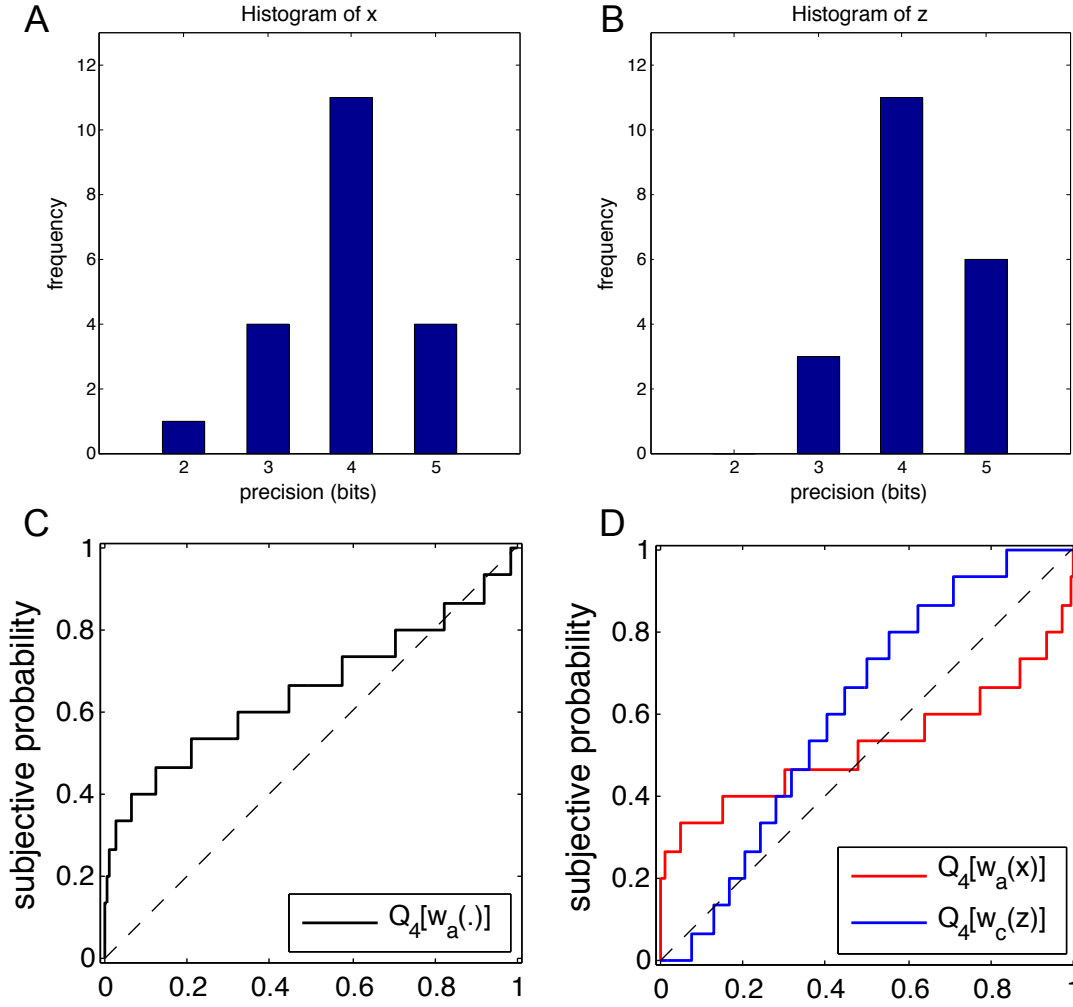 A
Histogram of x
12
10
8
6
4
2
0
frequency
2 3 4 5
precision (bits)
B
Histogram of z
12
10
8
6
4
2
0
frequency
2 3 4 5
precision (bits)
C
1
0.8
0.6
0.4
0.2
0
subjective probability
Q4[wa(.)]
0 0.2 0.4 0.6 0.8 1
D
1
0.8
0.6
0.4
0.2
0
subjective probability
Q4[wa(x)]
Q4[wc(z)]
0 0.2 0.4 0.6 0.8 1